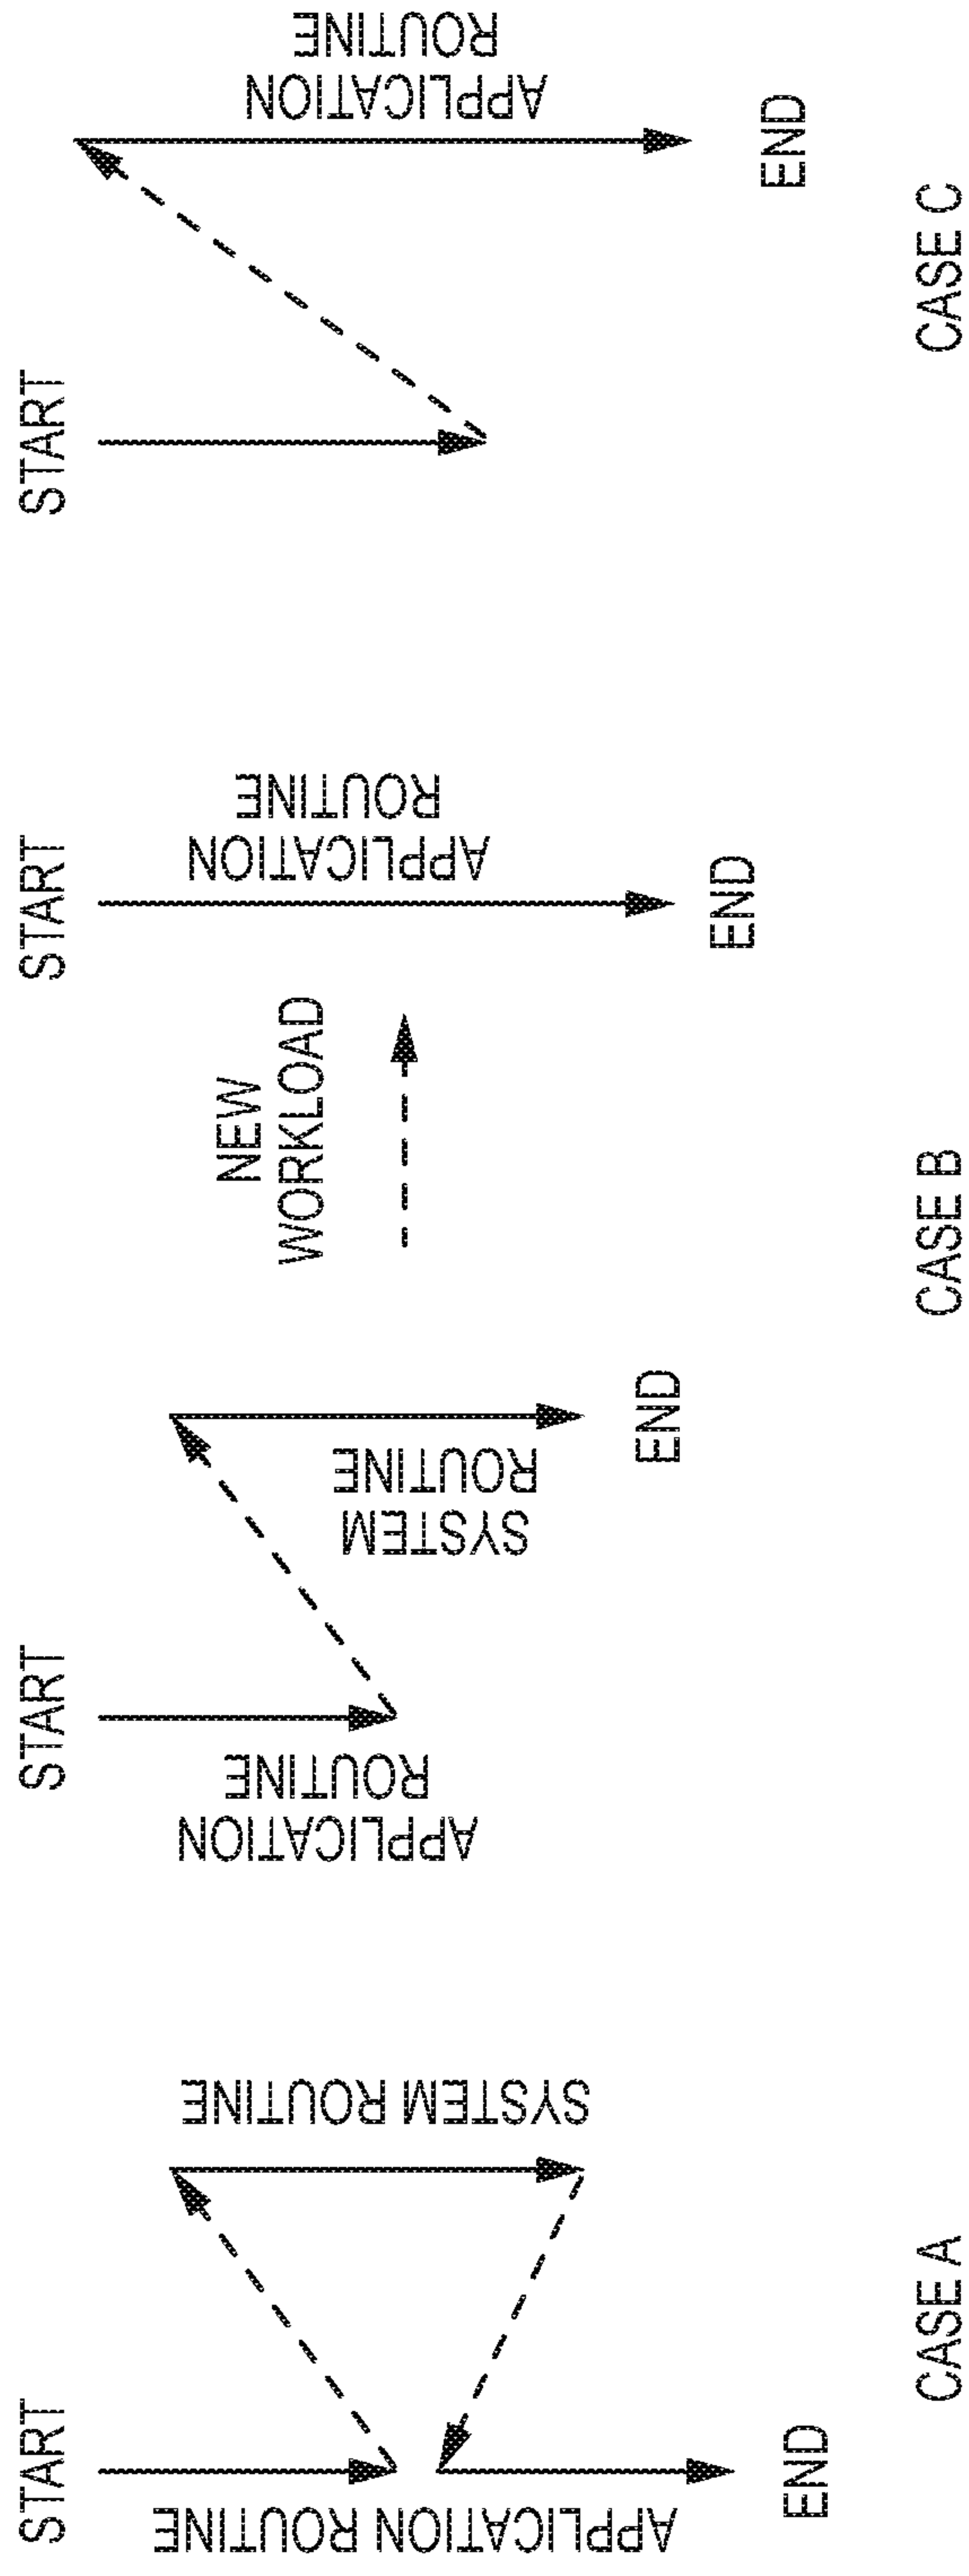 START
APPLICATION ROUTINE
SYSTEM ROUTINE
END
CASE A
START
APPLICATION
ROUTINE
SYSTEM
ROUTINE
END
NEW
WORKLOAD
START
APPLICATION
ROUTINE
END
CASE B
START
APPLICATION
ROUTINE
END
CASE C